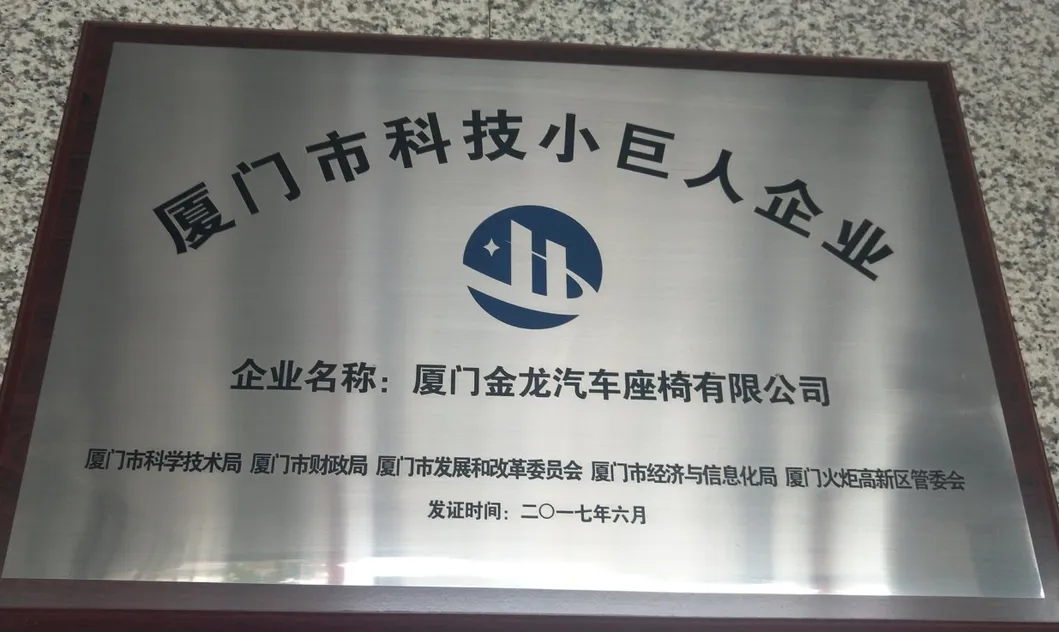 厦门市科技小巨人企业
企业名称：厦门金龙汽车座椅有限公司
厦门市科学技术局 厦门市财政局 厦门市发展和改革委员会 厦门市经济与信息化局 厦门火炬高新区管委会
发证时间：二〇一七年六月